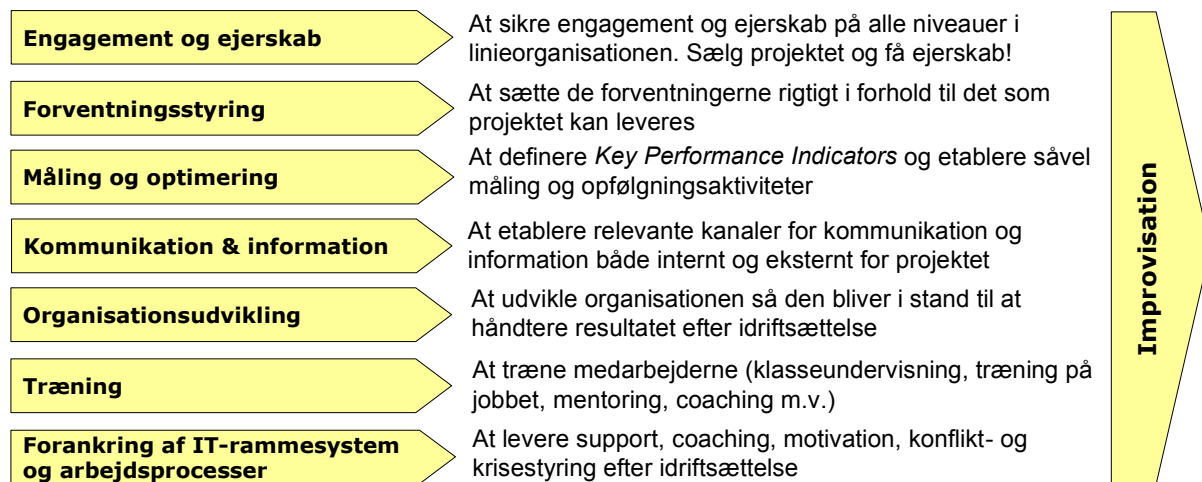 Engagement og ejerskab
At sikre engagement og ejerskab på alle niveauer i
linieorganisationen. Sælg projektet og få ejerskab!
Forventningsstyring
At sætte de forventningerne rigtigt i forhold til det som
projektet kan leveres
Måling og optimering
At definere Key Performance Indicators og etablere såvel
måling og opfølgningsaktiviteter
Kommunikation & information
At etablere relevante kanaler for kommunikation og
information både internt og eksternt for projektet
Organisationsudvikling
At udvikle organisationen så den bliver i stand til at
håndtere resultatet efter idriftsættelse
Træning
At træne medarbejderne (klasseundervisning, træning på
jobbet, mentoring, coaching m.v.)
Forankring af IT-rammesystem
og arbejdsprocesser
At levere support, coaching, motivation, konflikt- og
krisestyring efter idriftsættelse
Improvisation